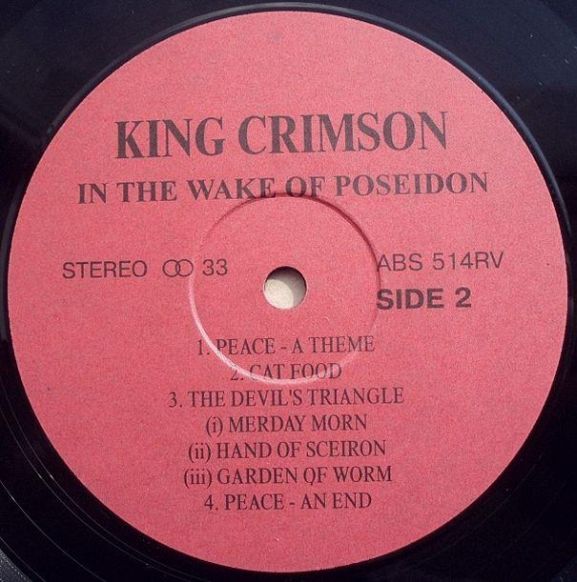 KING CRIMSON
IN THE WAKE OF POSEIDON
STEREO 33
ABS 514RV
SIDE 2
1. PEACE - A THEME
2. CAT FOOD
3. THE DEVIL'S TRIANGLE
(i) MERDAY MORN
(ii) HAND OF SCEIRON
(iii) GARDEN OF WORM
4. PEACE - AN END